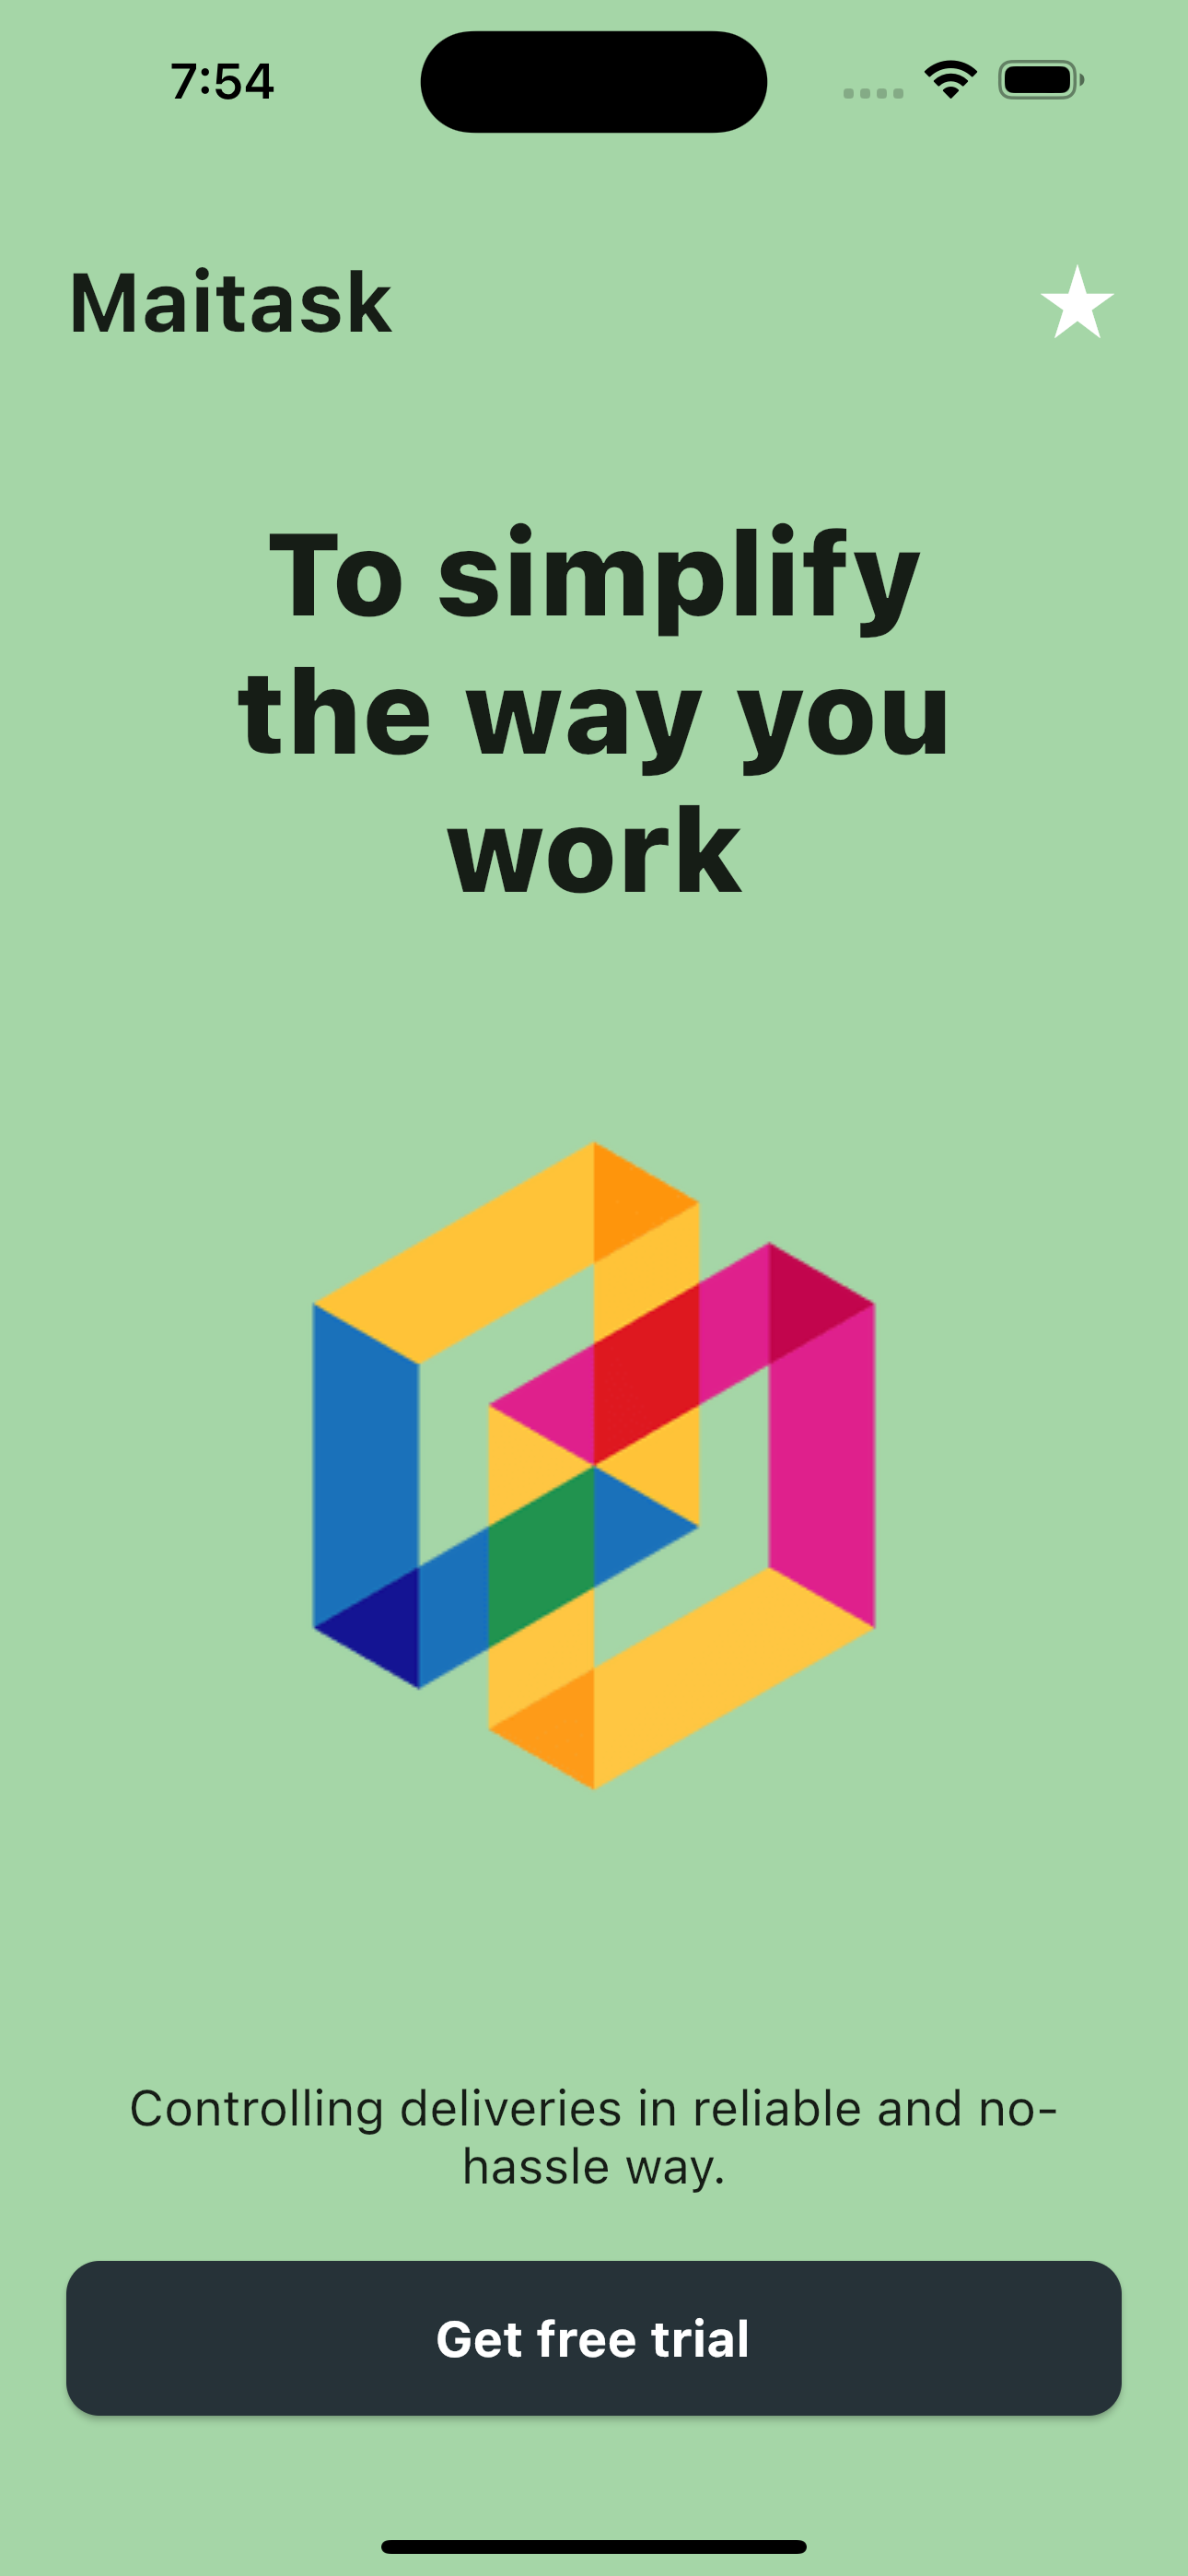 7:54
Maitask
To simplify
the way you
work
Controlling deliveries in reliable and no-
hassle way.
Get free trial